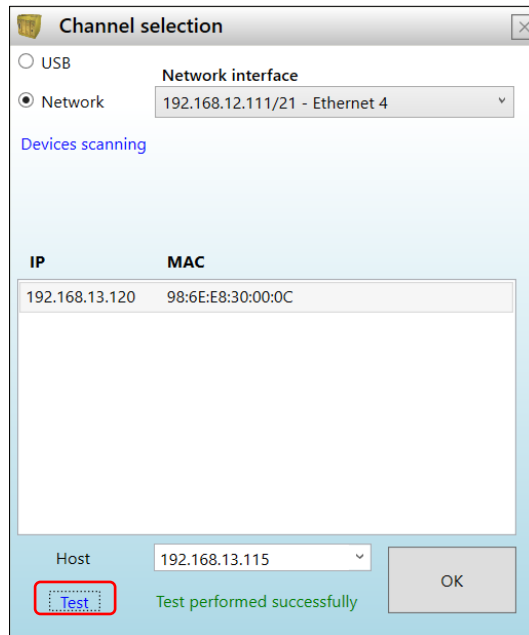 Channel selection
USB
Network interface
Network
192.168.12.111/21 - Ethernet 4
Devices scanning
IP MAC
192.168.13.120 98:6E:E8:30:00:0C
Host
192.168.13.115
OK
Test
Test performed successfully